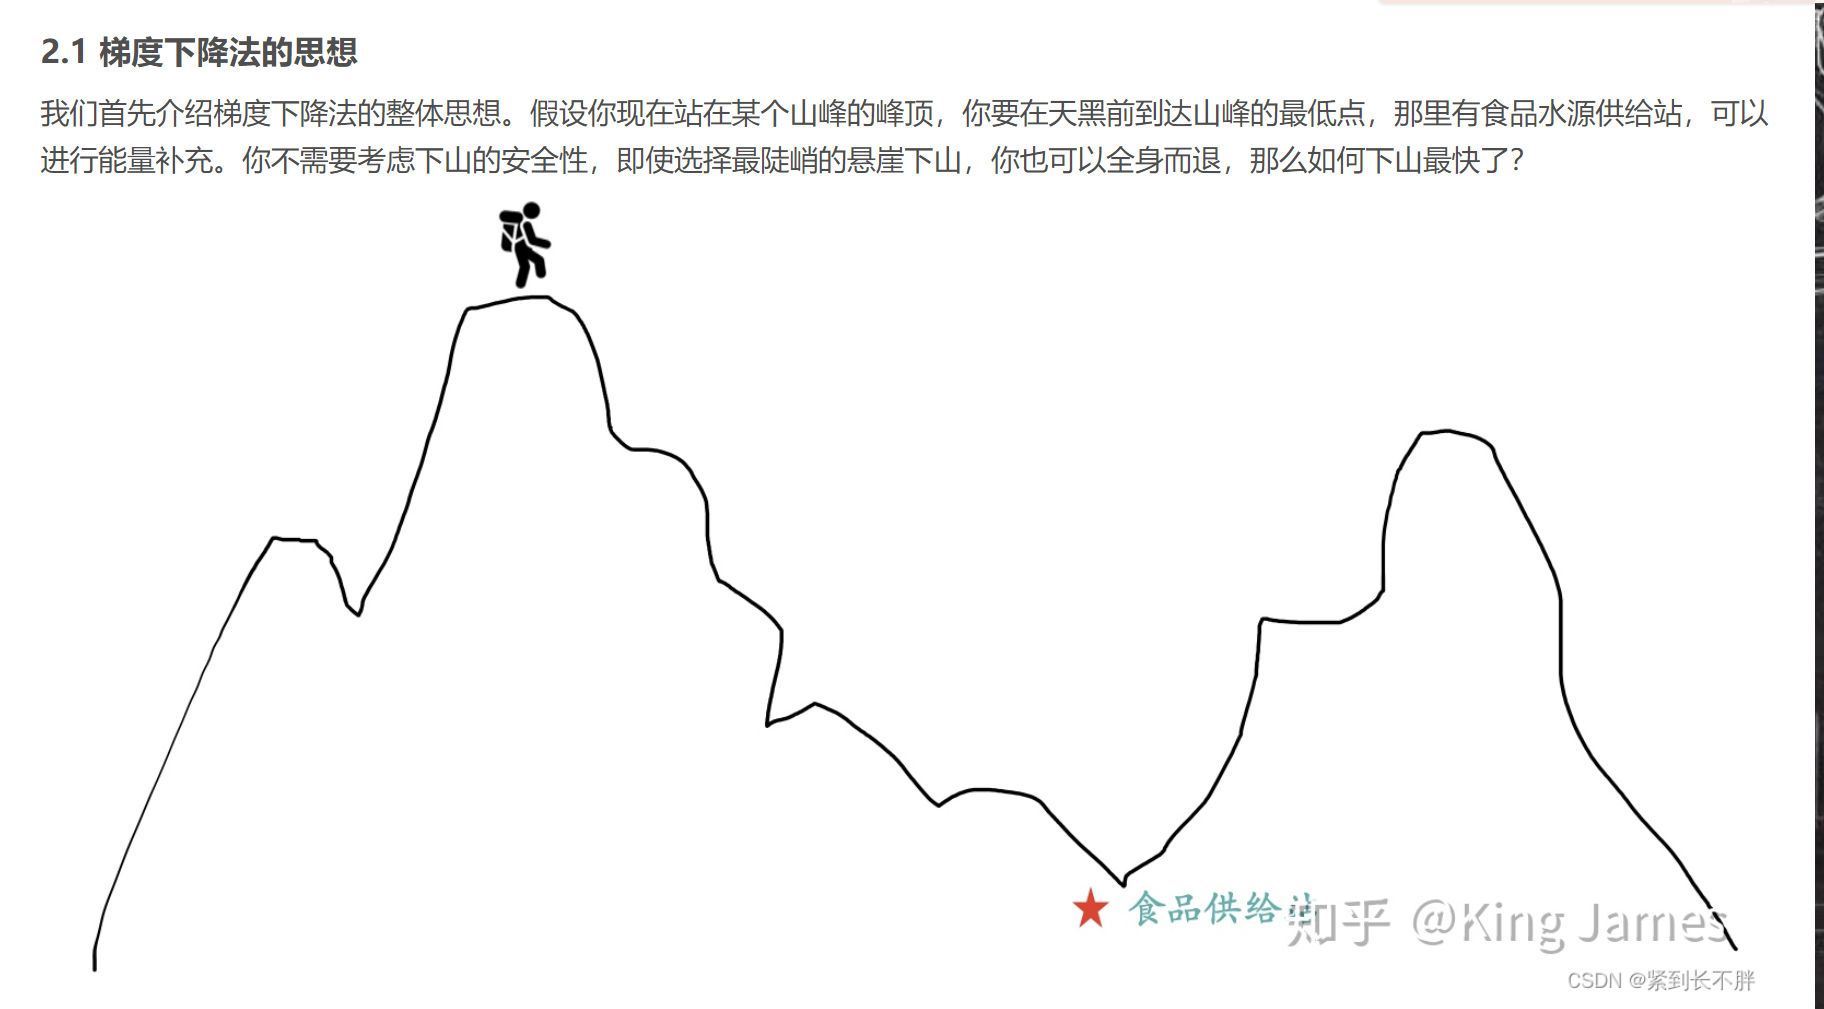 2.1 梯度下降法的思想
我们首先介绍梯度下降法的整体思想。假设你现在站在某个山峰的峰顶，你要在天黑前到达山峰的最低点，那里有食品水源供给站，可以
进行能量补充。你不需要考虑下山的安全性，即使选择最陡峭的悬崖下山，你也可以全身而退，那么如何下山最快了？
食品供给站
知乎 @King James
CSDN @紧到长不胖